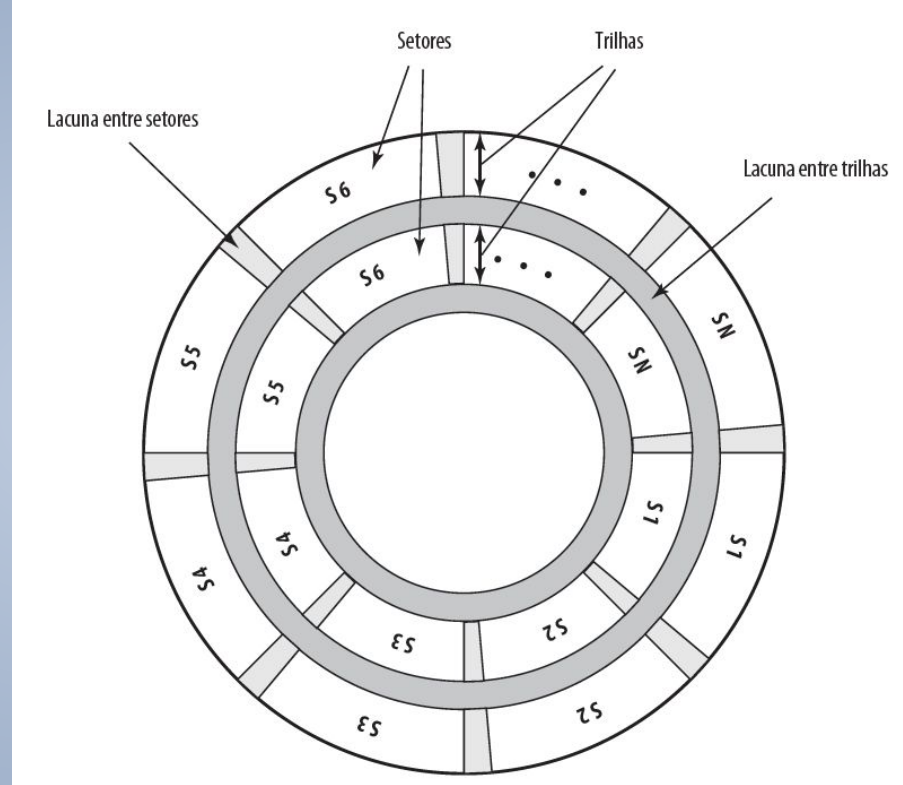 Setores
Trilhas
Lacuna entre setores
Lacuna entre trilhas
S6
• • •
S6
• • •
SN
SN
S5
S5
S1
S1
S4
S4
S3
S2
S3
S2